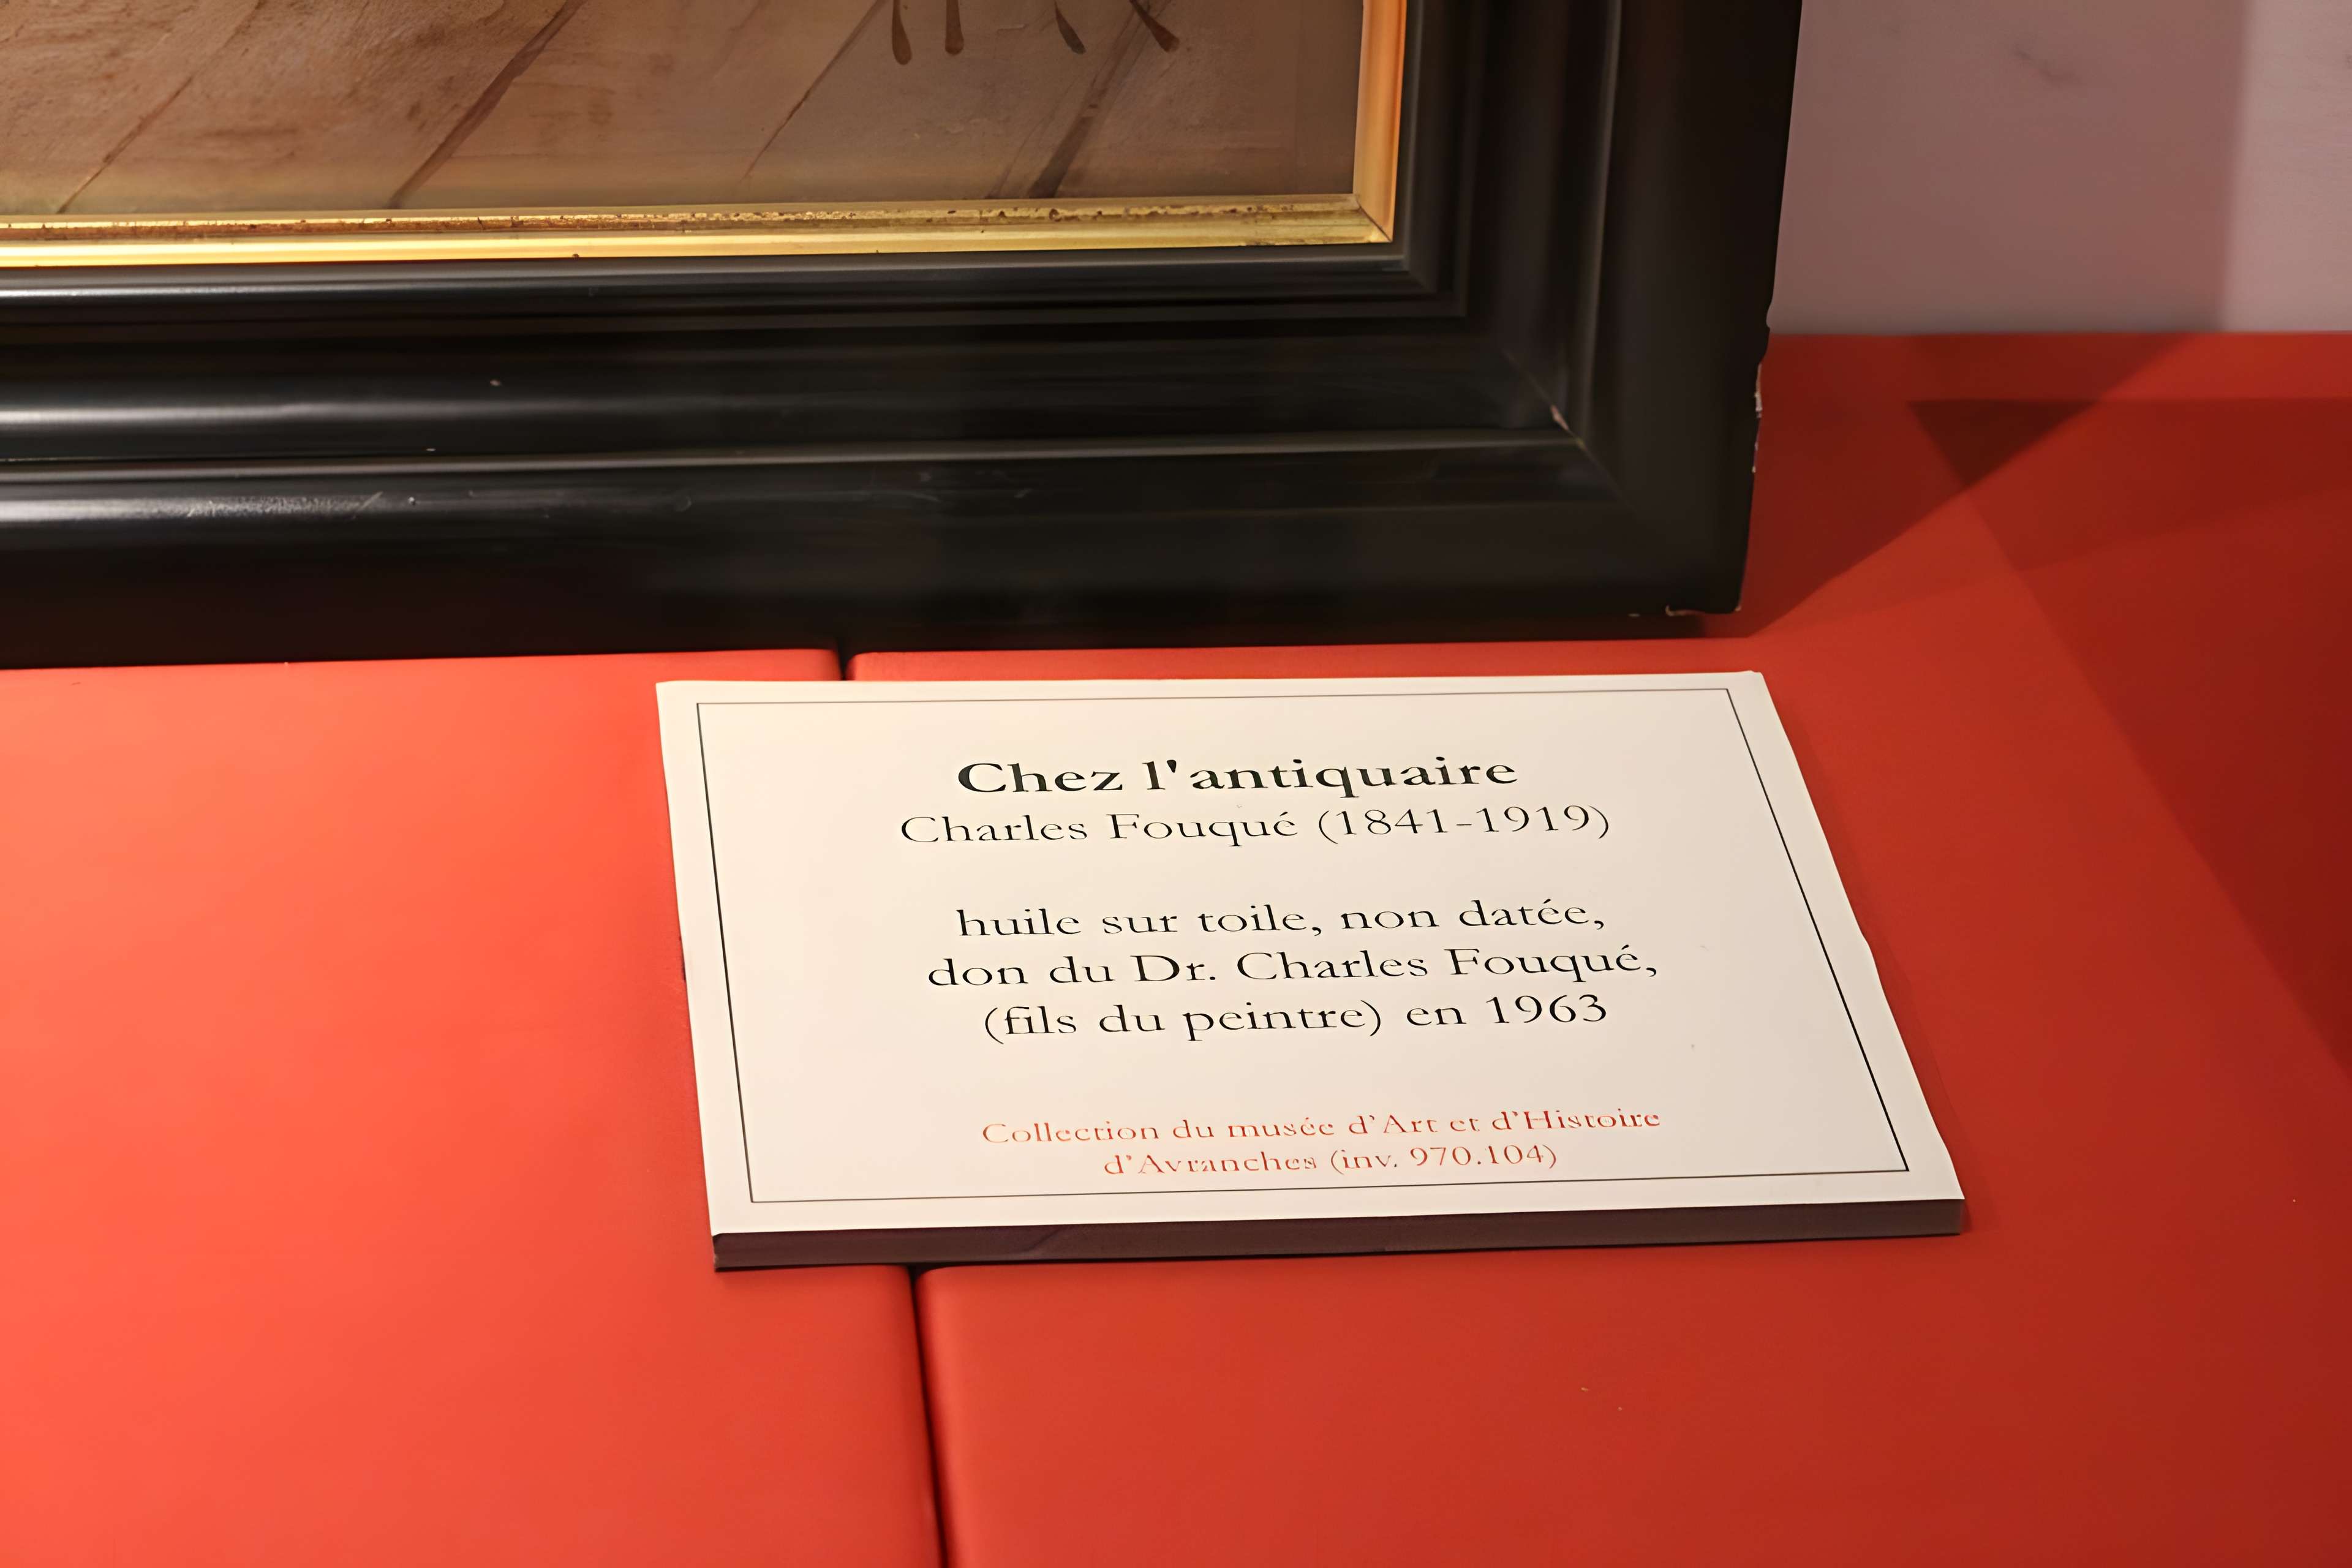 Chez l'antiquaire
Charles Fouqué (1841-1919)
huile sur toile, non datée,
don du Dr. Charles Fouqué,
(fils du peintre) en 1963
Collection du musée d'Art et d'Histoire
d'Avranches (inv. 970.104)